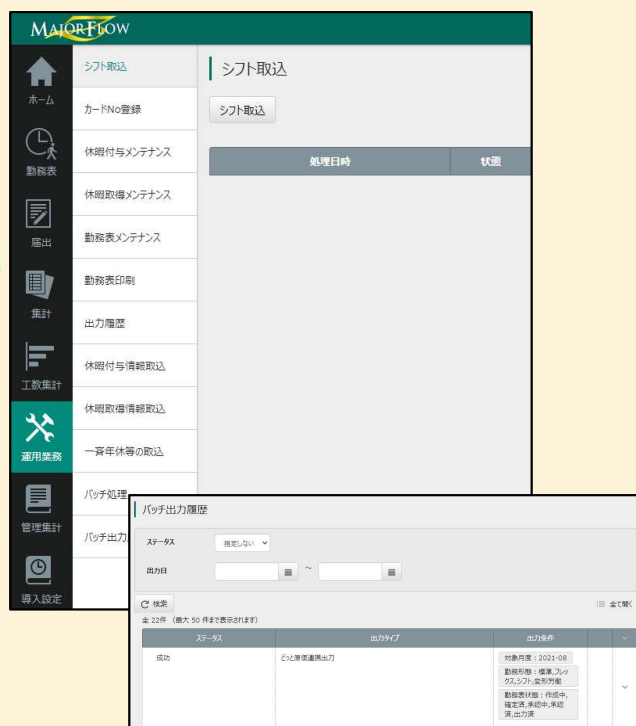 MAJORFLOW
ホーム
勤務表
届出
集計
工数集計
運用業務
管理集計
導入設定
シフト取込
カードNo登録
休暇付与メンテナンス
休暇取得メンテナンス
勤務表メンテナンス
勤務表印刷
出力履歴
休暇付与情報取込
休暇取得情報取込
一斉年休等の取込
バッチ処理
バッチ出力
シフト取込
シフト取込
処理日時 状態
バッチ出力履歴
ステータス 指定しない
出力日 ~
検索 全て開く
全 22件 (最大 50 件まで表示されます)
ステータス 出力タイプ 出力条件
成功 どっと原価連携出力 対象月度:2021-08
勤務形態:標準,フレッ
クス,シフト,変形労働
勤務表状態:作成中,
確定済,承認中,承認
済,出力済